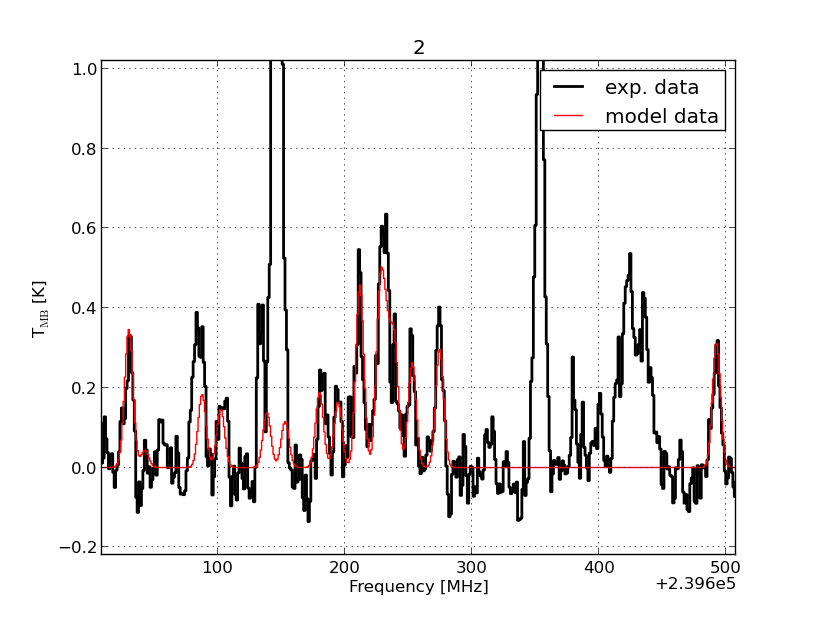 2
exp. data
model data
1.0
0.8
0.6
0.4
0.2
0.0
−0.2
T_MB [K]
100
200
300
400
500
Frequency [MHz]
+2.396e5